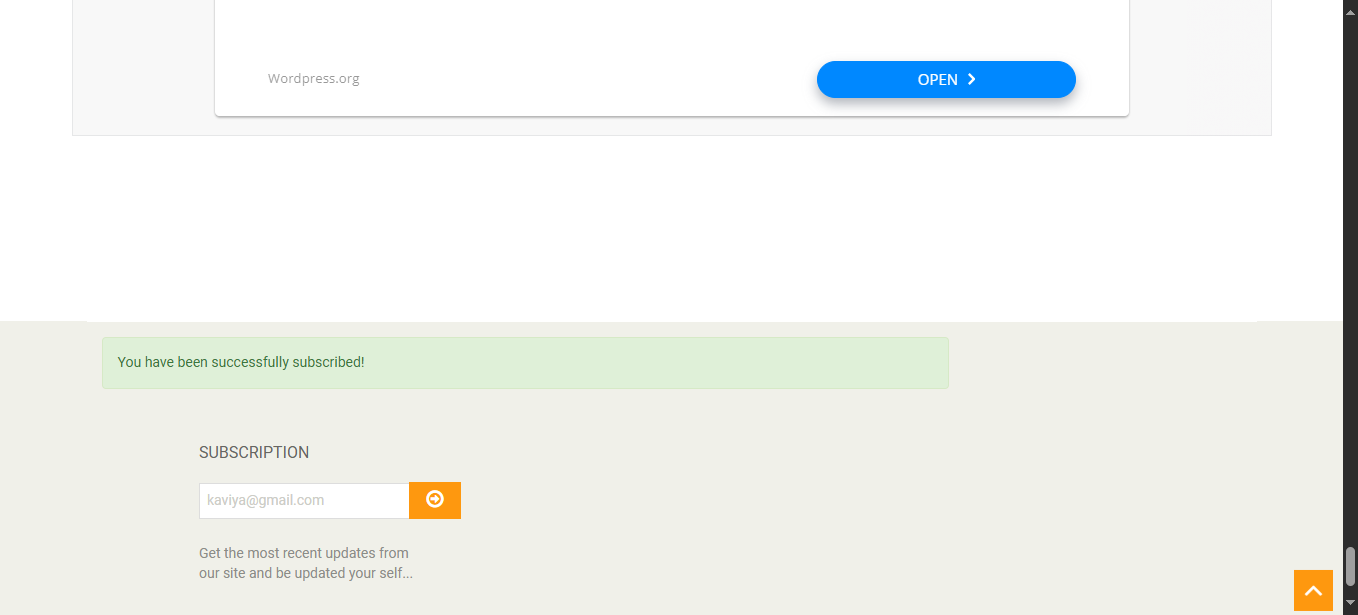 Wordpress.org
OPEN
You have been successfully subscribed!
SUBSCRIPTION
kaviya@gmail.com
Get the most recent updates from
our site and be updated your self...